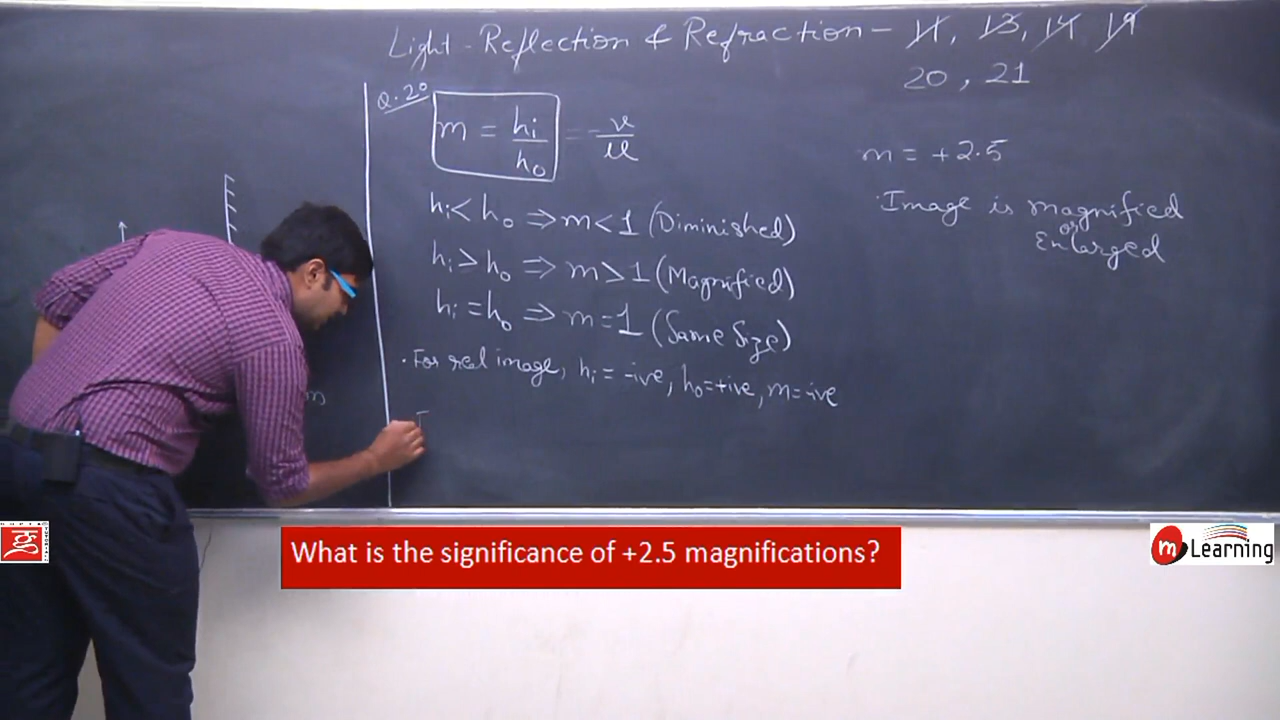 Light - Reflection & Refraction - 11, 13, 14, 19
20, 21
Q.20
m = hi/ho = -v/u
hi < ho ⇒ m < 1 (Diminished)
hi > ho ⇒ m > 1 (Magnified)
hi = ho ⇒ m = 1 (Same Size)
· For real image, hi = -ive, ho = +ive, m = -ive
m = +2.5
· Image is magnified
or
Enlarged
m
What is the significance of +2.5 magnifications?
m Learning